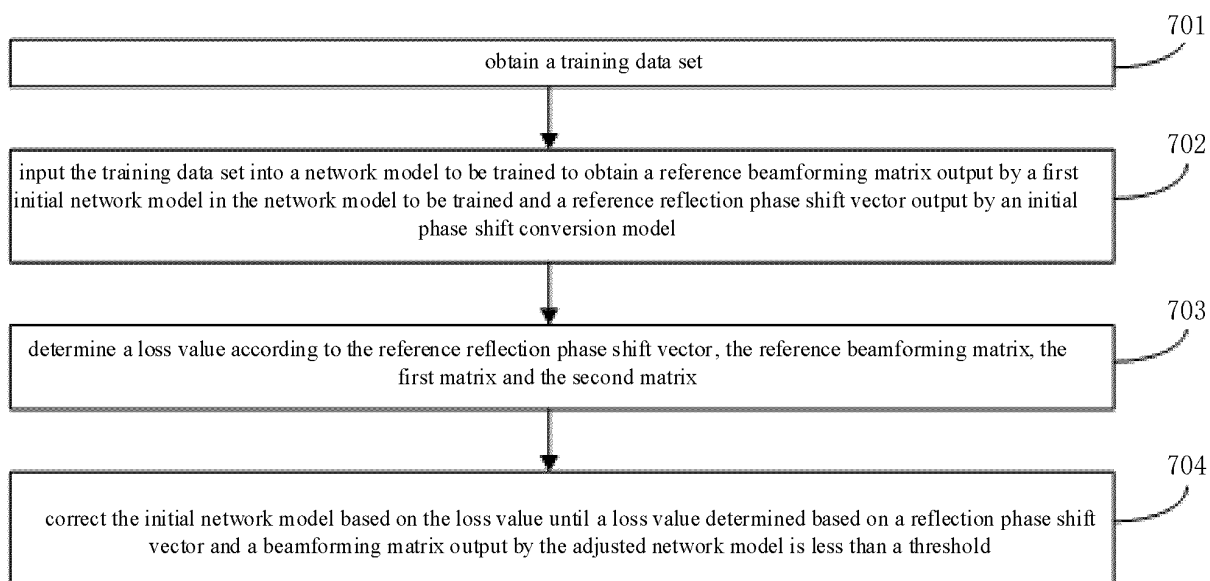 701
obtain a training data set
702
input the training data set into a network model to be trained to obtain a reference beamforming matrix output by a first
initial network model in the network model to be trained and a reference reflection phase shift vector output by an initial
phase shift conversion model
703
determine a loss value according to the reference reflection phase shift vector, the reference beamforming matrix, the
first matrix and the second matrix
704
correct the initial network model based on the loss value until a loss value determined based on a reflection phase shift
vector and a beamforming matrix output by the adjusted network model is less than a threshold